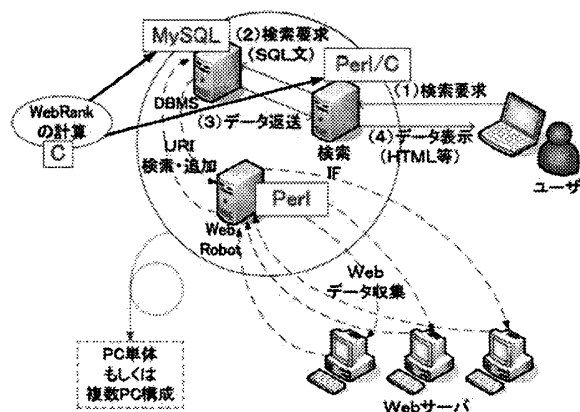 MySQL
(2)検索要求
(SQL文)
Perl/C
(1)検索要求
WebRank
の計算
C
DBMS
(3)データ返送
検索
IF
(4)データ表示
(HTML等)
ユーザ
URI
検索・追加
Perl
Web
Robot
Web
データ収集
PC単体
もしくは
複数PC構成
Webサーバ